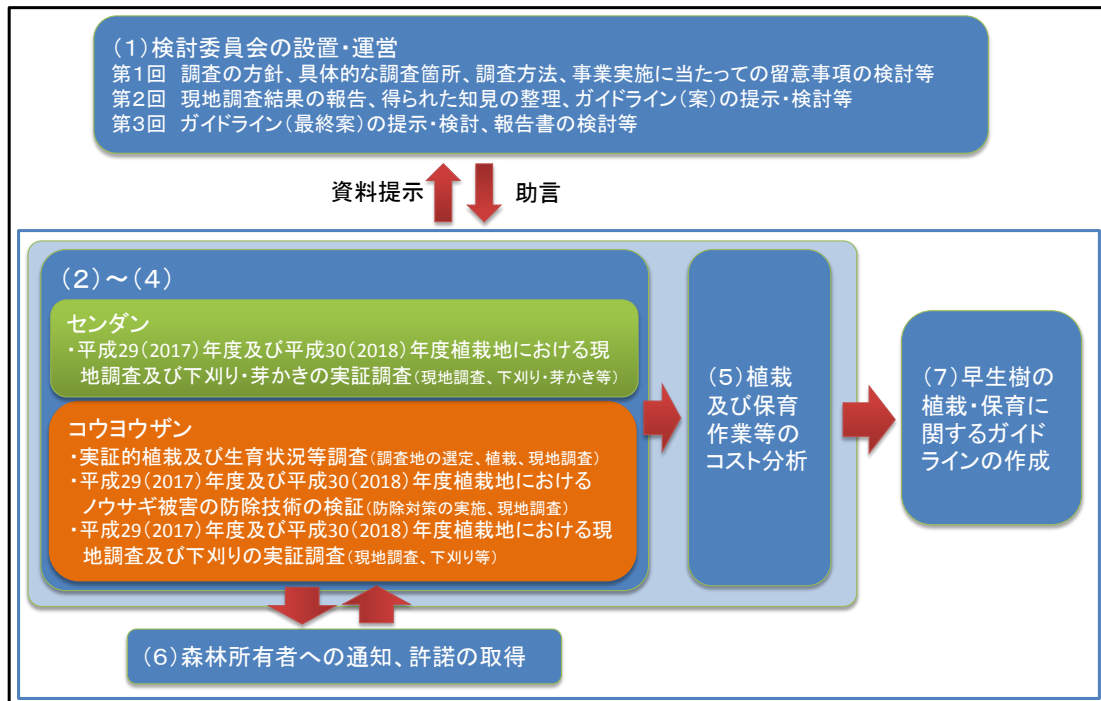 （1）検討委員会の設置・運営
第1回　調査の方針、具体的な調査箇所、調査方法、事業実施に当たっての留意事項の検討等
第2回　現地調査結果の報告、得られた知見の整理、ガイドライン（案）の提示・検討等
第3回　ガイドライン（最終案）の提示・検討、報告書の検討等
資料提示
助言
（2）～（4）
センダン
・平成29（2017）年度及び平成30（2018）年度植栽地における現
地調査及び下刈り・芽かきの実証調査（現地調査、下刈り・芽かき等）
コウヨウザン
・実証的植栽及び生育状況等調査（調査地の選定、植栽、現地調査）
・平成29（2017）年度及び平成30（2018）年度植栽地における
ノウサギ被害の防除技術の検証（防除対策の実施、現地調査）
・平成29（2017）年度及び平成30（2018）年度植栽地における現
地調査及び下刈りの実証調査（現地調査、下刈り等）
（5）植栽
及び保育
作業等の
コスト分析
（7）早生樹の
植栽・保育に
関するガイド
ラインの作成
（6）森林所有者への通知、許諾の取得